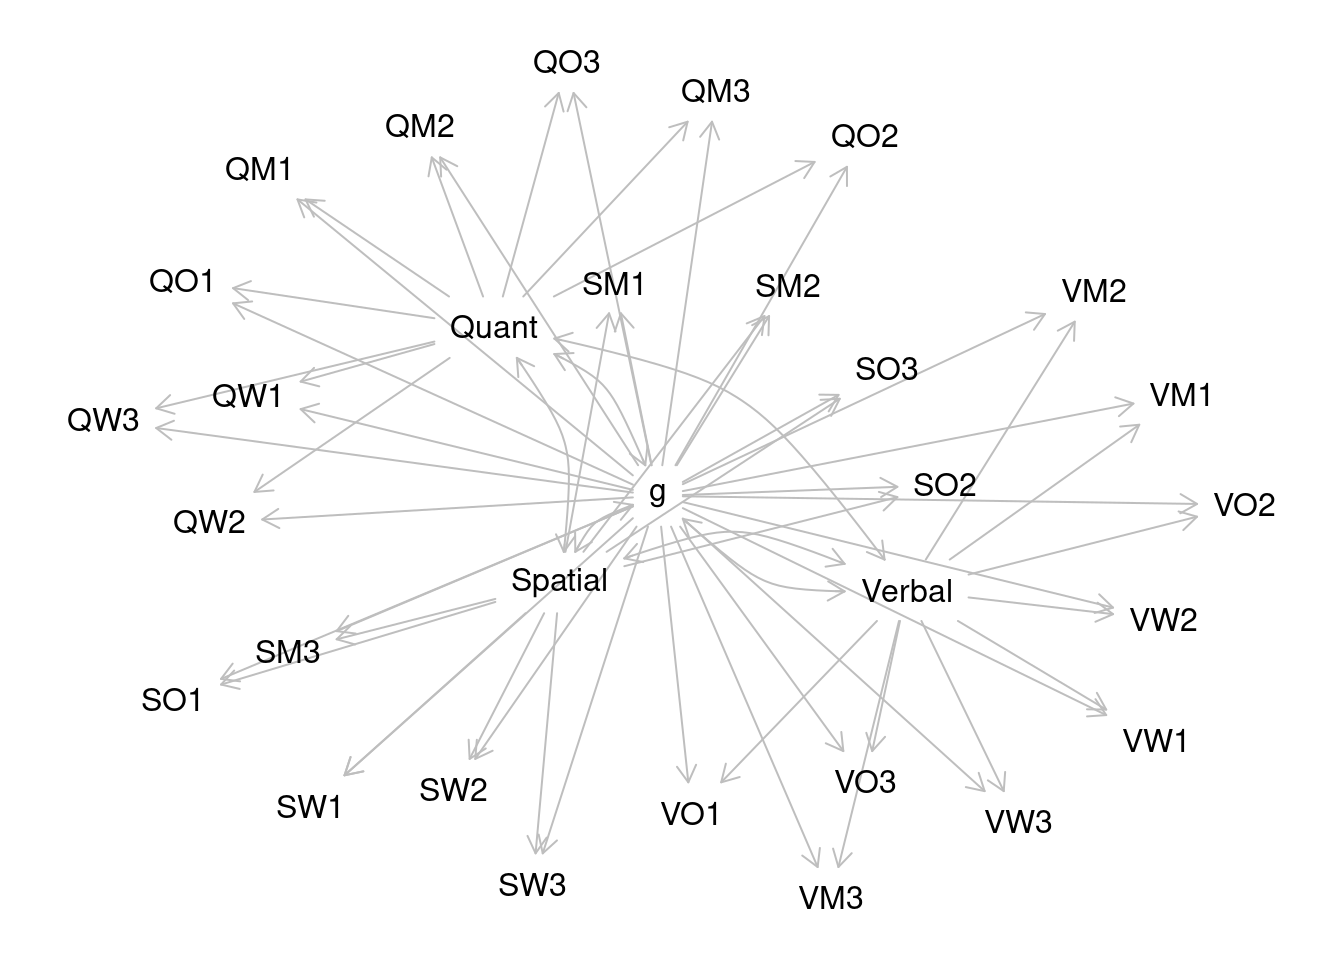 QO3
QM3
QM2
QO2
QM1
QO1
SM1
SM2
VM2
Quant
SO3
QW1
VM1
QW3
SO2
g
VO2
QW2
Spatial
Verbal
VW2
SM3
SO1
VW1
VO3
SW2
SW1
VO1
VW3
SW3
VM3